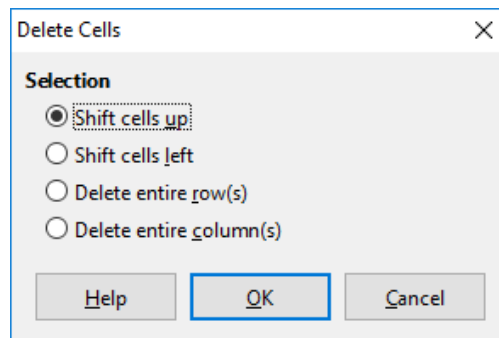 Delete Cells
Selection
Shift cells up
Shift cells left
Delete entire row(s)
Delete entire column(s)
Help OK Cancel